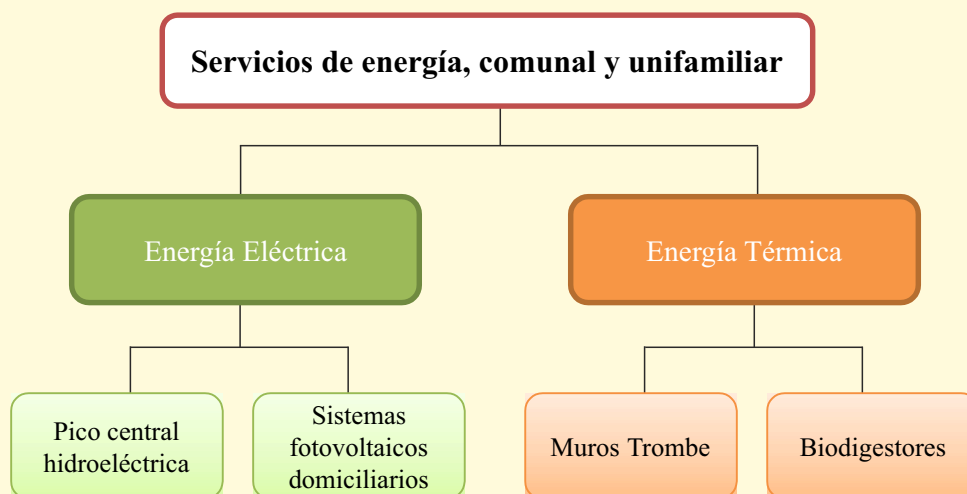 Servicios de energía, comunal y unifamiliar
Energía Eléctrica
Energía Térmica
Pico central
hidroeléctrica
Sistemas
fotovoltaicos
domiciliarios
Muros Trombe
Biodigestores